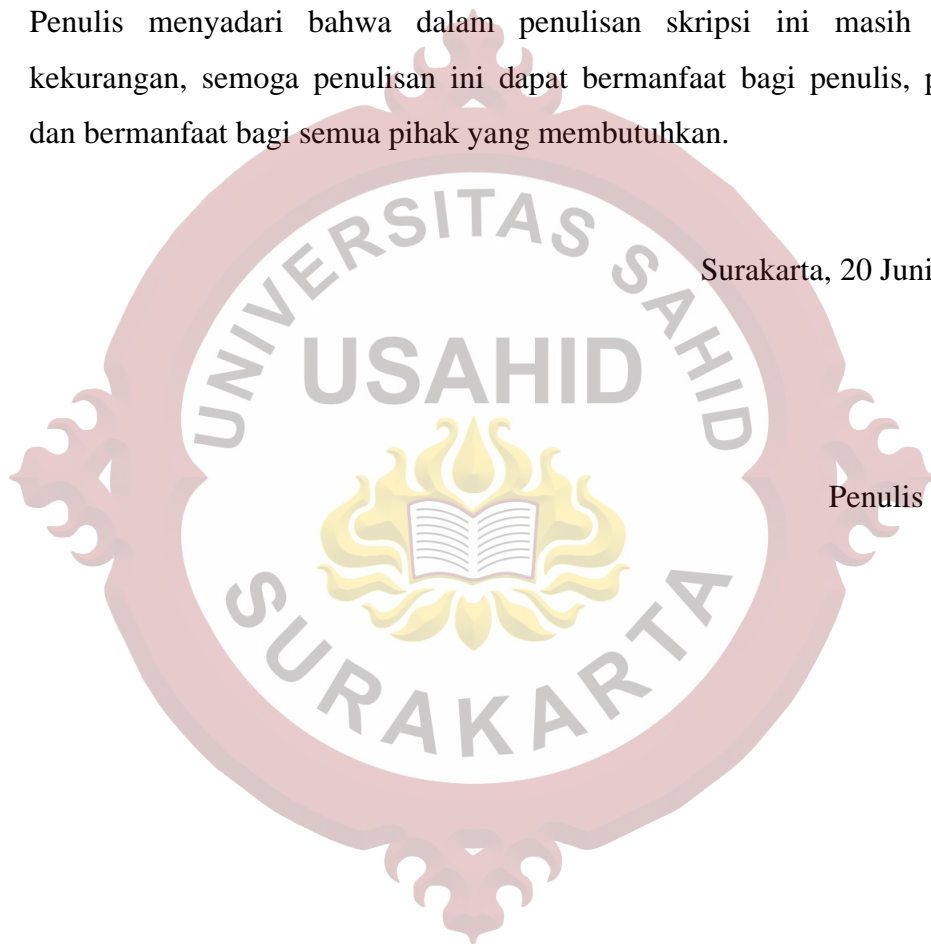 Penulis menyadari bahwa dalam penulisan skripsi ini masih
kekurangan, semoga penulisan ini dapat bermanfaat bagi penulis,
dan bermanfaat bagi semua pihak yang membutuhkan.
UNIVERSITAS SAHID
Surakarta, 20 Juni
USAHID
Penulis
SURAKARTA